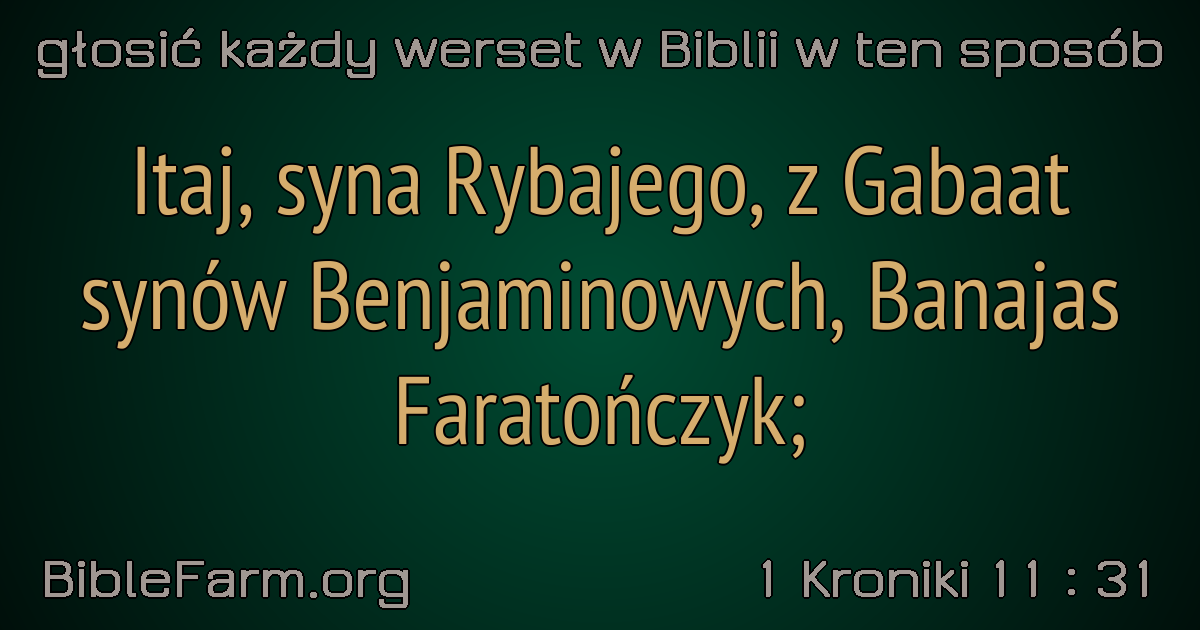 głosić każdy werset w Biblii w ten sposób
Itaj, syna Rybajego, z Gabaat
synów Benjaminowych, Banajas
Faratończyk;
BibleFarm.org
1 Kroniki 11 : 31